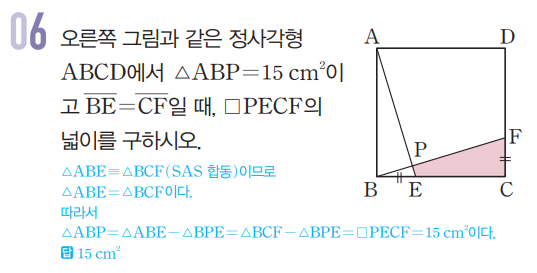 06 오른쪽 그림과 같은 정사각형
ABCD에서 △ABP=15 cm²이
고 B̅E̅=C̅F̅일 때, □PECF의
넓이를 구하시오.
△ABE≡△BCF(SAS 합동)이므로
△ABE=△BCF이다.
따라서
△ABP=△ABE-△BPE=△BCF-△BPE=□PECF=15 cm²이다.
답 15 cm²
A
D
P
F
B
E
C